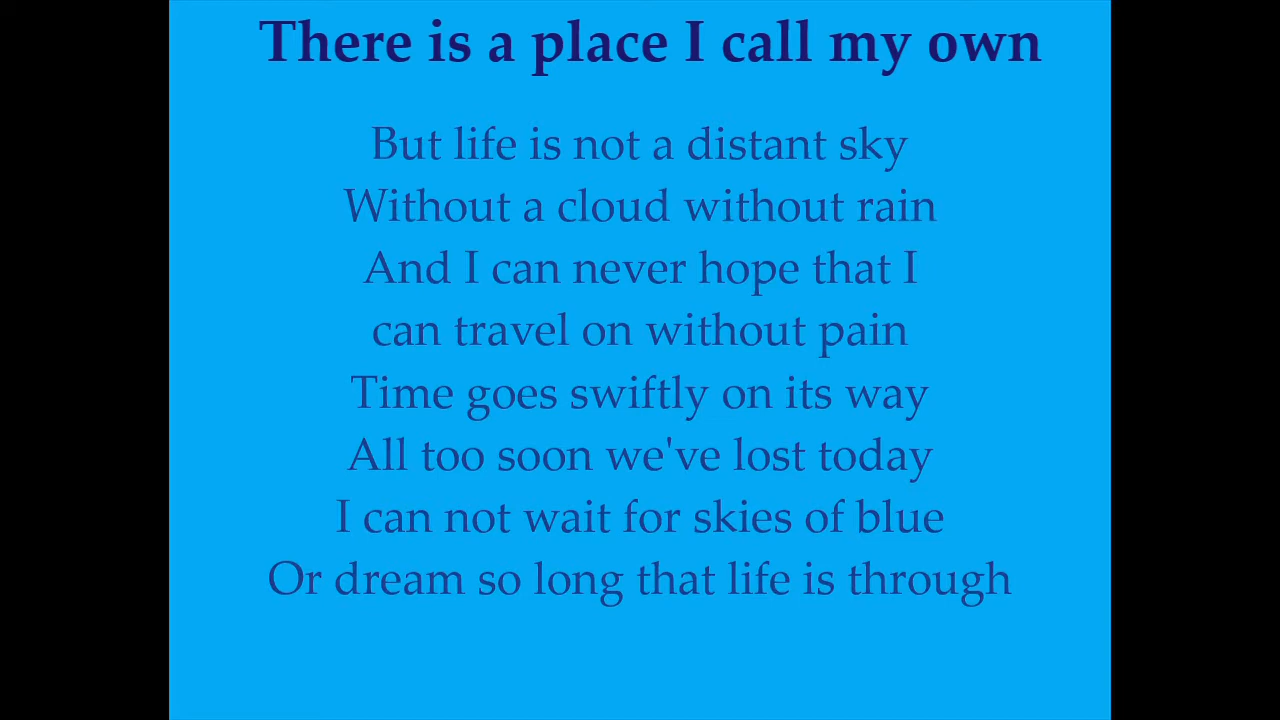 There is a place I call my own
But life is not a distant sky
Without a cloud without rain
And I can never hope that I
can travel on without pain
Time goes swiftly on its way
All too soon we've lost today
I can not wait for skies of blue
Or dream so long that life is through